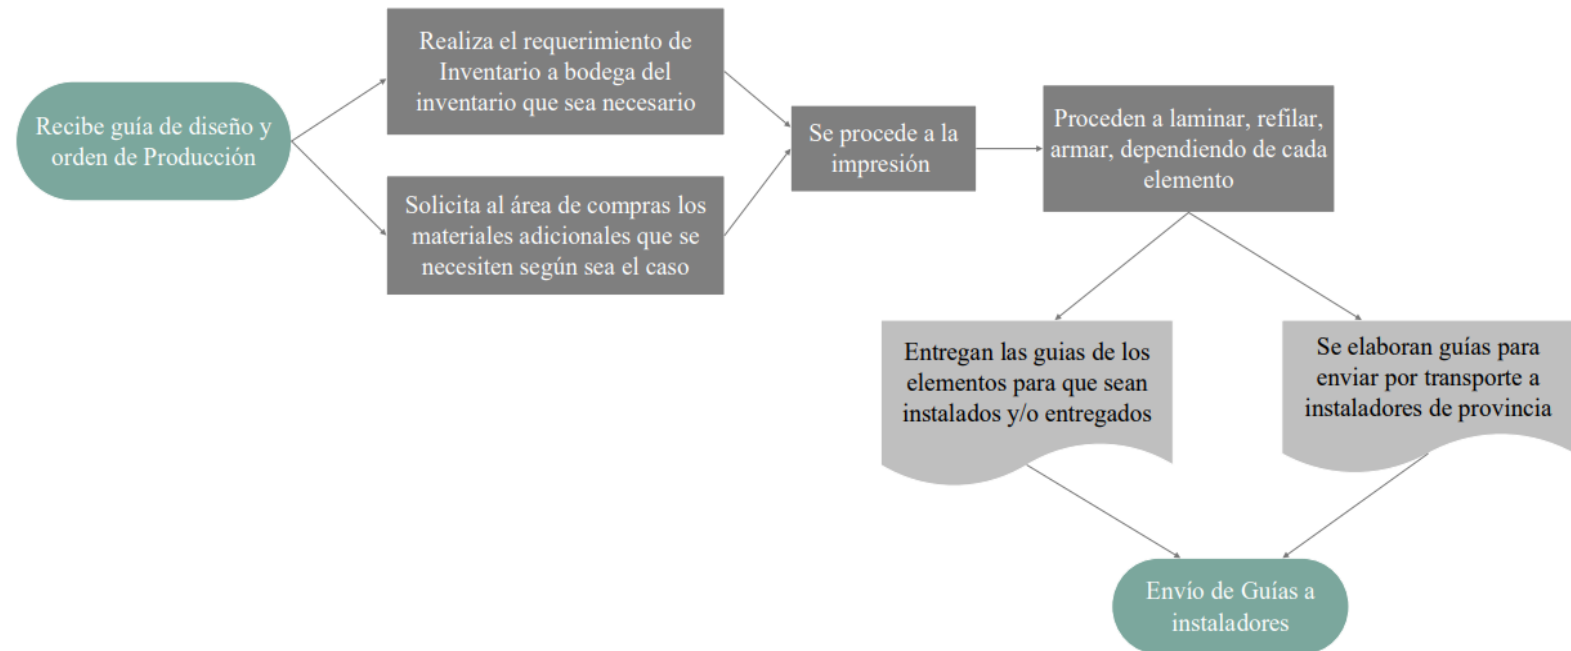 Recibe guía de diseño y
orden de Producción
Realiza el requerimiento de
Inventario a bodega del
inventario que sea necesario
Solicita al área de compras los
materiales adicionales que se
necesiten según sea el caso
Se procede a la
impresión
Proceden a laminar, refilar,
armar, dependiendo de cada
elemento
Entregan las guias de los
elementos para que sean
instalados y/o entregados
Se elaboran guías para
enviar por transporte a
instaladores de provincia
Envío de Guías a
instaladores